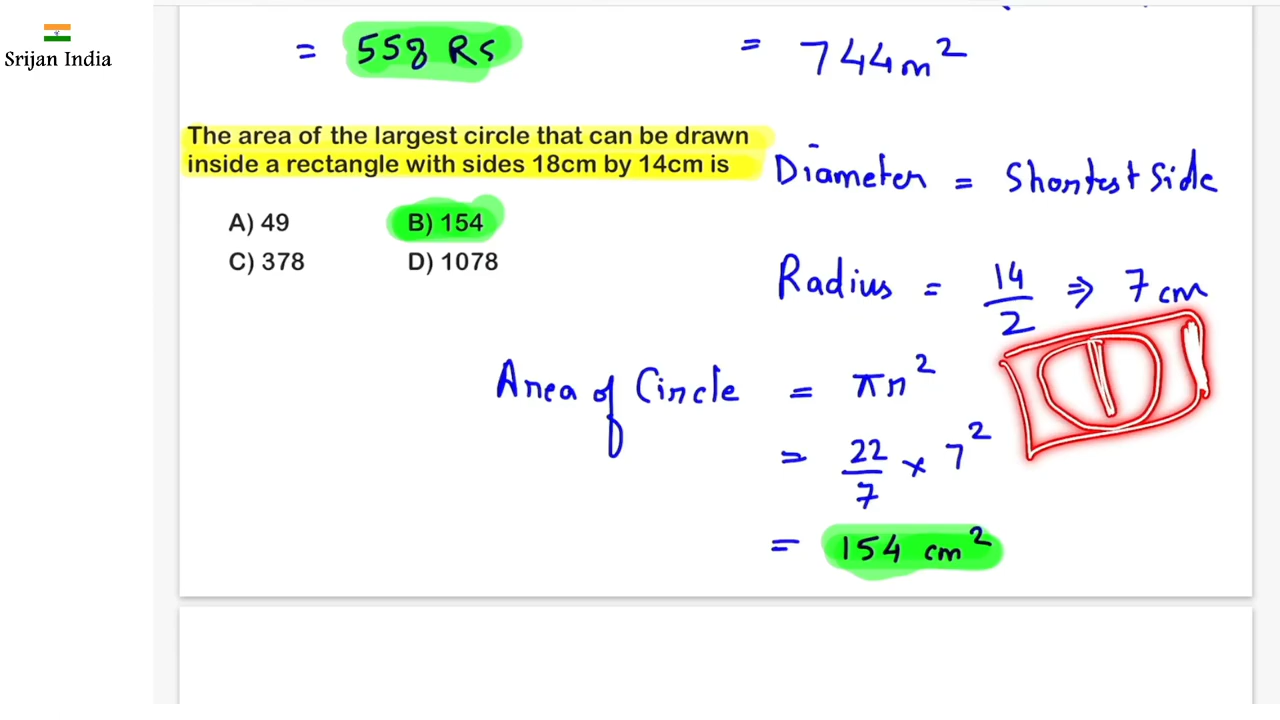 Srijan India
= 558 Rs
= 744m²
The area of the largest circle that can be drawn
inside a rectangle with sides 18cm by 14cm is
A) 49
B) 154
C) 378
D) 1078
Diameter = Shortest Side
Radius = 14/2 ⇒ 7 cm
Area of Circle = πr²
= 22/7 × 7²
= 154 cm²